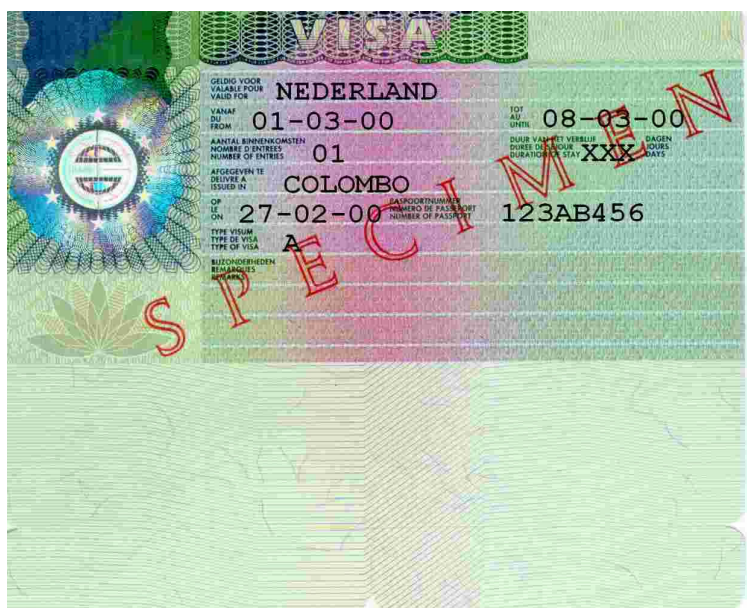 VISA
GELDIG VOOR
VALABLE POUR
VALID FOR
NEDERLAND
VANAF
DU
FROM
01-03-00
TOT
AU
UNTIL
08-03-00
AANTAL BINNENKOMSTEN
NOMBRE D'ENTREES
NUMBER OF ENTRIES
01
DUUR VAN HET VERBLIJF
DUREE DE SEJOUR
DURATION OF STAY
XXX
DAGEN
JOURS
DAYS
AFGEGEVEN TE
DELIVRE A
ISSUED IN
COLOMBO
OP
LE
ON
27-02-00
PASPOORTNUMMER
NUMERO DE PASSEPORT
NUMBER OF PASSPORT
123AB456
TYPE VISUM
TYPE DE VISA
TYPE OF VISA
A
BIJZONDERHEDEN
REMARQUES
REMARKS
SPECIMEN